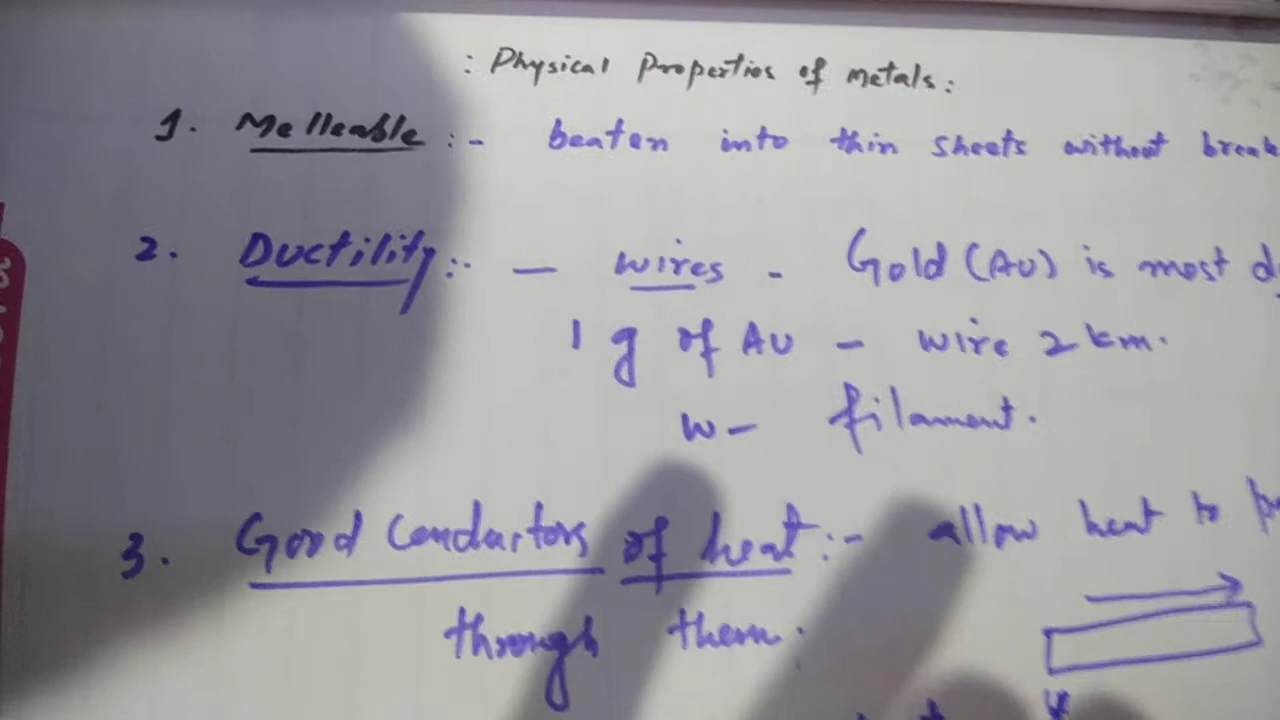 : Physical Properties of metals :
1. Melleable :- beaten into thin sheets without break
2. Ductility :- — wires - Gold (AU) is most d
1 g of AU - wire 2 km.
W- filament.
3. Good Conductors of heat :- allow heat to
through them :